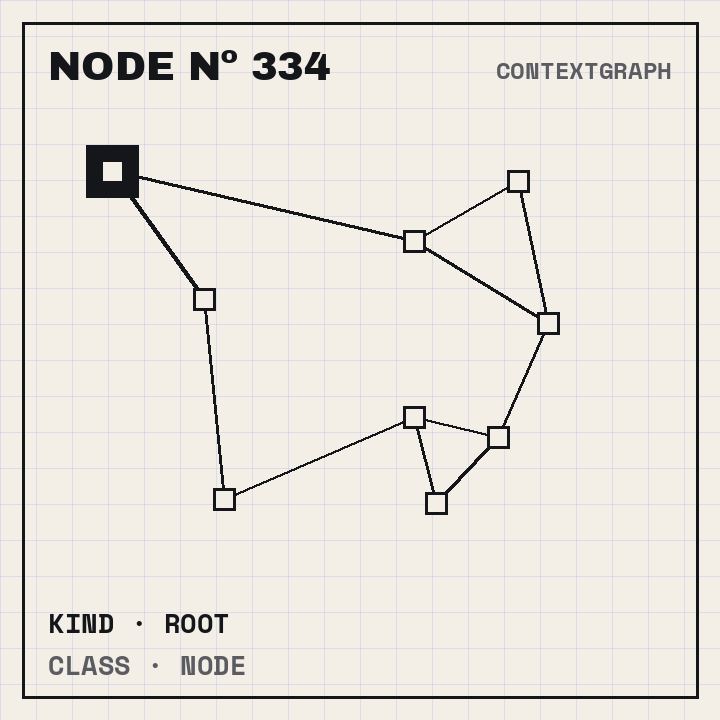 NODE Nº 334
CONTEXTGRAPH
KIND · ROOT
CLASS · NODE